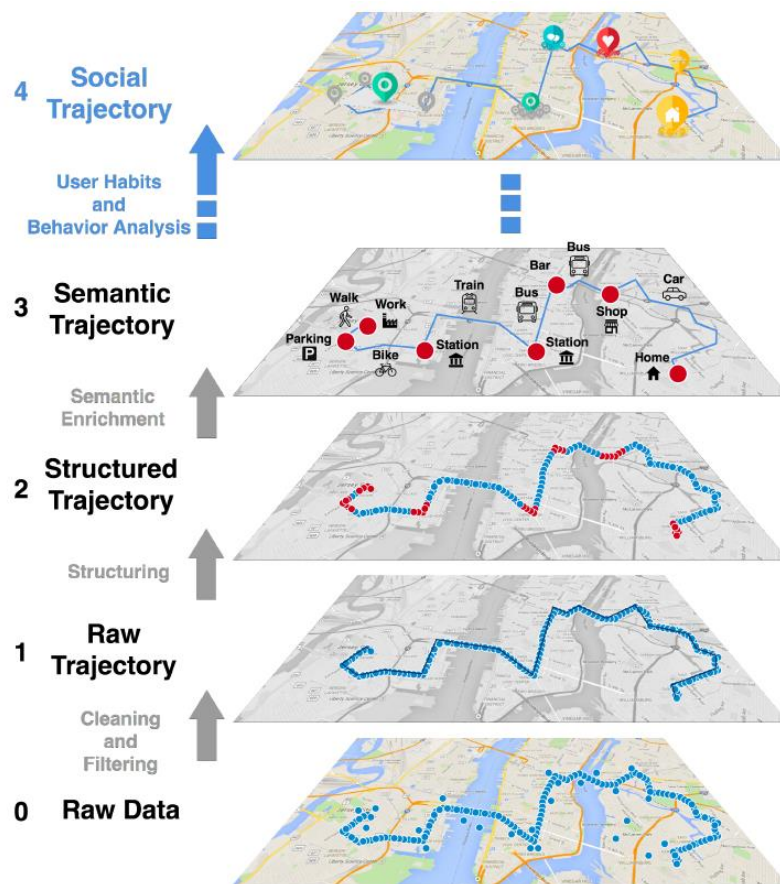 4
Social
Trajectory
User Habits
and
Behavior Analysis
3
Semantic
Trajectory
Walk
Work
Parking
P
Bike
Train
Station
Bus
Bar
Bus
Station
Shop
Car
Home
Semantic
Enrichment
2
Structured
Trajectory
Structuring
1
Raw
Trajectory
Cleaning
and
Filtering
0
Raw Data